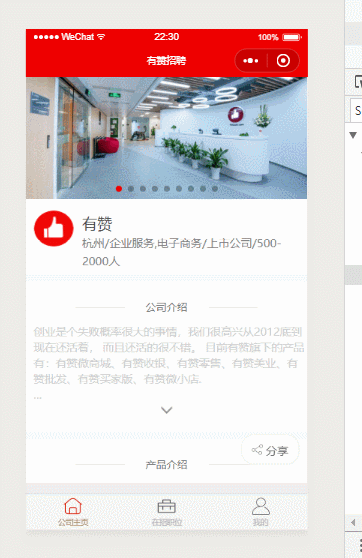 WeChat
22:30
100%
有赞招聘
有赞
杭州/企业服务,电子商务/上市公司/500-
2000人
公司介绍
创业是个失败概率很大的事情，我们很高兴从2012底到
现在还活着， 而且还活的很不错。 目前有赞旗下的产品
有：有赞微商城、有赞收银、有赞零售、有赞美业、有
赞批发、有赞买家版、有赞微小店.
...
分享
产品介绍
公司主页
在招职位
我的
S